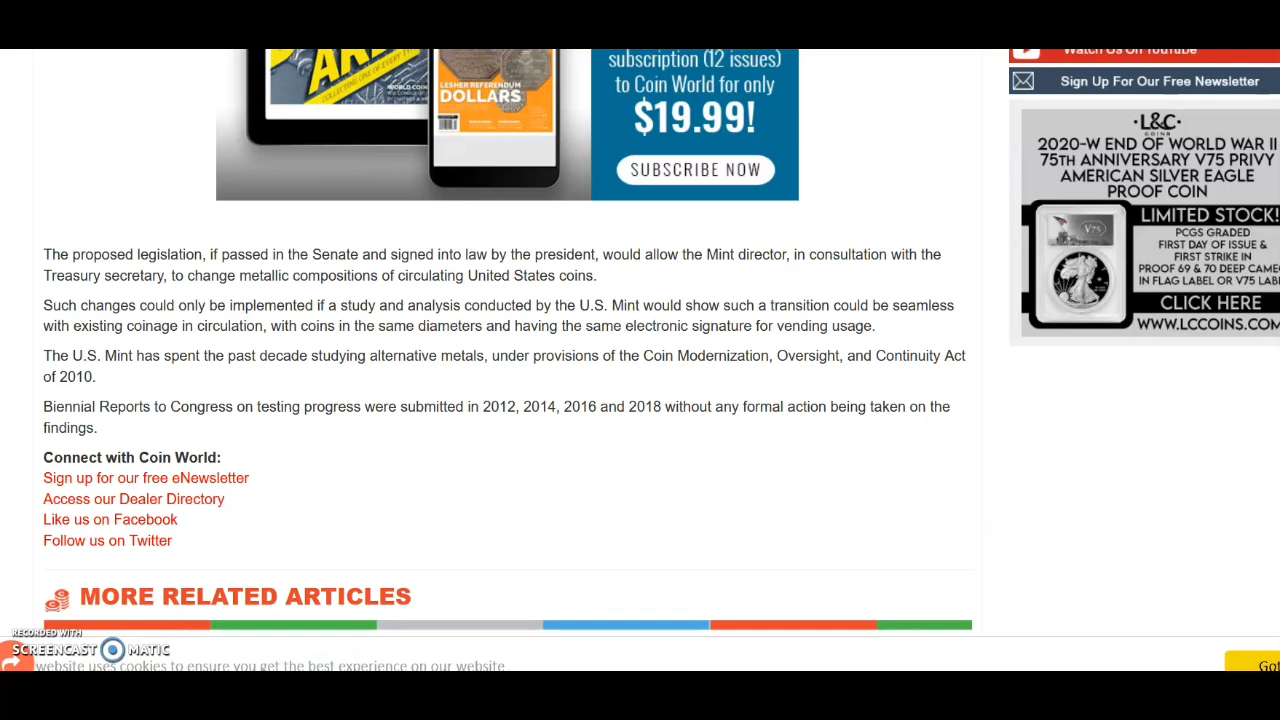 WORLD COIN
LESHER REFERENDUM
DOLLARS
subscription (12 issues)
to Coin World for only
$19.99!
SUBSCRIBE NOW
Watch Us On YouTube
Sign Up For Our Free Newsletter
·L&C·
COINS
2020-W END OF WORLD WAR II
75TH ANNIVERSARY V75 PRIVY
AMERICAN SILVER EAGLE
PROOF COIN
LIMITED STOCK!
V75
PCGS GRADED
FIRST DAY OF ISSUE &
FIRST STRIKE IN
PROOF 69 & 70 DEEP CAME
IN FLAG LABEL OR V75 LABE
CLICK HERE
WWW.LCCOINS.COM
The proposed legislation, if passed in the Senate and signed into law by the president, would allow the Mint director, in consultation with the
Treasury secretary, to change metallic compositions of circulating United States coins.
Such changes could only be implemented if a study and analysis conducted by the U.S. Mint would show such a transition could be seamless
with existing coinage in circulation, with coins in the same diameters and having the same electronic signature for vending usage.
The U.S. Mint has spent the past decade studying alternative metals, under provisions of the Coin Modernization, Oversight, and Continuity Act
of 2010.
Biennial Reports to Congress on testing progress were submitted in 2012, 2014, 2016 and 2018 without any formal action being taken on the
findings.
Connect with Coin World:
Sign up for our free eNewsletter
Access our Dealer Directory
Like us on Facebook
Follow us on Twitter
MORE RELATED ARTICLES
RECORDED WITH
SCREENCAST MATIC
website uses cookies to ensure you get the best experience on our website
Got